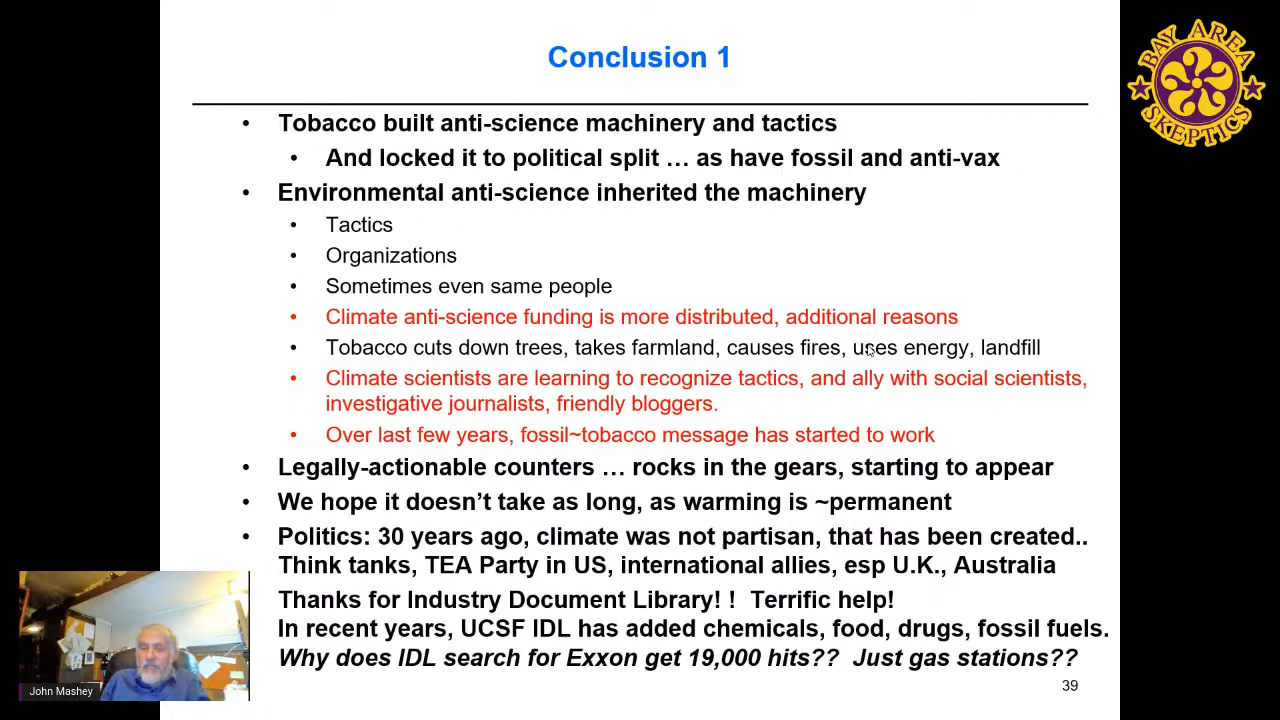 Conclusion 1
BAY AREA
SKEPTICS
• Tobacco built anti-science machinery and tactics
• And locked it to political split … as have fossil and anti-vax
• Environmental anti-science inherited the machinery
• Tactics
• Organizations
• Sometimes even same people
• Climate anti-science funding is more distributed, additional reasons
• Tobacco cuts down trees, takes farmland, causes fires, uses energy, landfill
• Climate scientists are learning to recognize tactics, and ally with social scientists,
investigative journalists, friendly bloggers.
• Over last few years, fossil~tobacco message has started to work
• Legally-actionable counters … rocks in the gears, starting to appear
• We hope it doesn’t take as long, as warming is ~permanent
• Politics: 30 years ago, climate was not partisan, that has been created..
Think tanks, TEA Party in US, international allies, esp U.K., Australia
Thanks for Industry Document Library! ! Terrific help!
In recent years, UCSF IDL has added chemicals, food, drugs, fossil fuels.
Why does IDL search for Exxon get 19,000 hits?? Just gas stations??
John Mashey
39